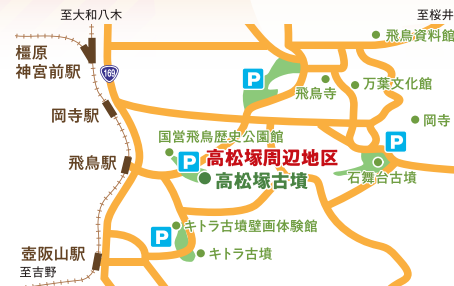 至大和八木
至桜井
飛鳥資料館
橿原
神宮前駅
169
P
万葉文化館
飛鳥寺
岡寺駅
岡寺
国営飛鳥歴史公園館
P
飛鳥駅
P
高松塚周辺地区
石舞台古墳
高松塚古墳
キトラ古墳壁画体験館
P
壺阪山駅
キトラ古墳
至吉野